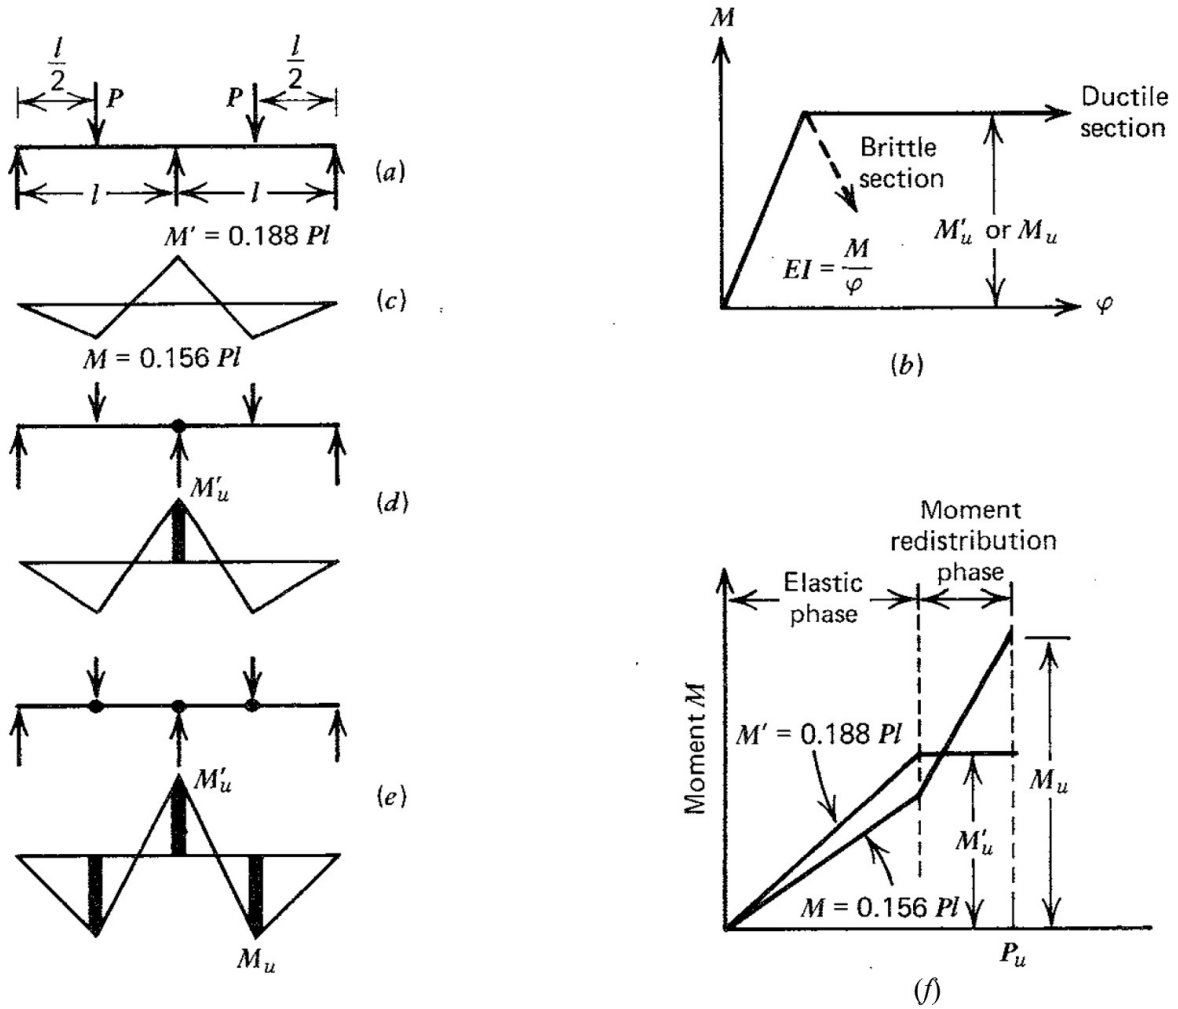 l/2
l/2
P
P
l
l
(a)
M' = 0.188 Pl
(c)
M = 0.156 Pl
M'u
(d)
M'u
(e)
Mu
M
Ductile
section
Brittle
section
M'u or Mu
EI = M/φ
φ
(b)
Moment
redistribution
phase
Elastic
phase
Moment M
M' = 0.188 Pl
Mu
M'u
M = 0.156 Pl
Pu
(f)